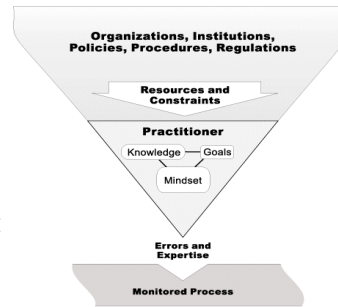 Organizations, Institutions,
Policies, Procedures, Regulations
Resources and
Constraints
Practitioner
Knowledge Goals
Mindset
Errors and
Expertise
Monitored Process